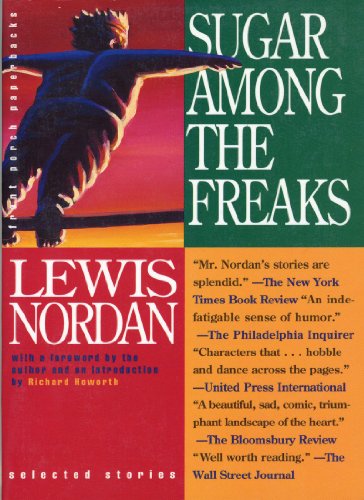 front porch paperbacks
SUGAR
AMONG
THE
FREAKS
LEWIS
NORDAN
with a foreword by the
author and an introduction
by Richard Howorth
selected stories
“Mr. Nordan's stories are
splendid.” —The New York
Times Book Review “An inde-
fatigable sense of humor.”
—The Philadelphia Inquirer
“Characters that . . . hobble
and dance across the pages.”
—United Press International
“A beautiful, sad, comic, trium-
phant landscape of the heart.”
—The Bloomsbury Review
“Well worth reading.” —The
Wall Street Journal